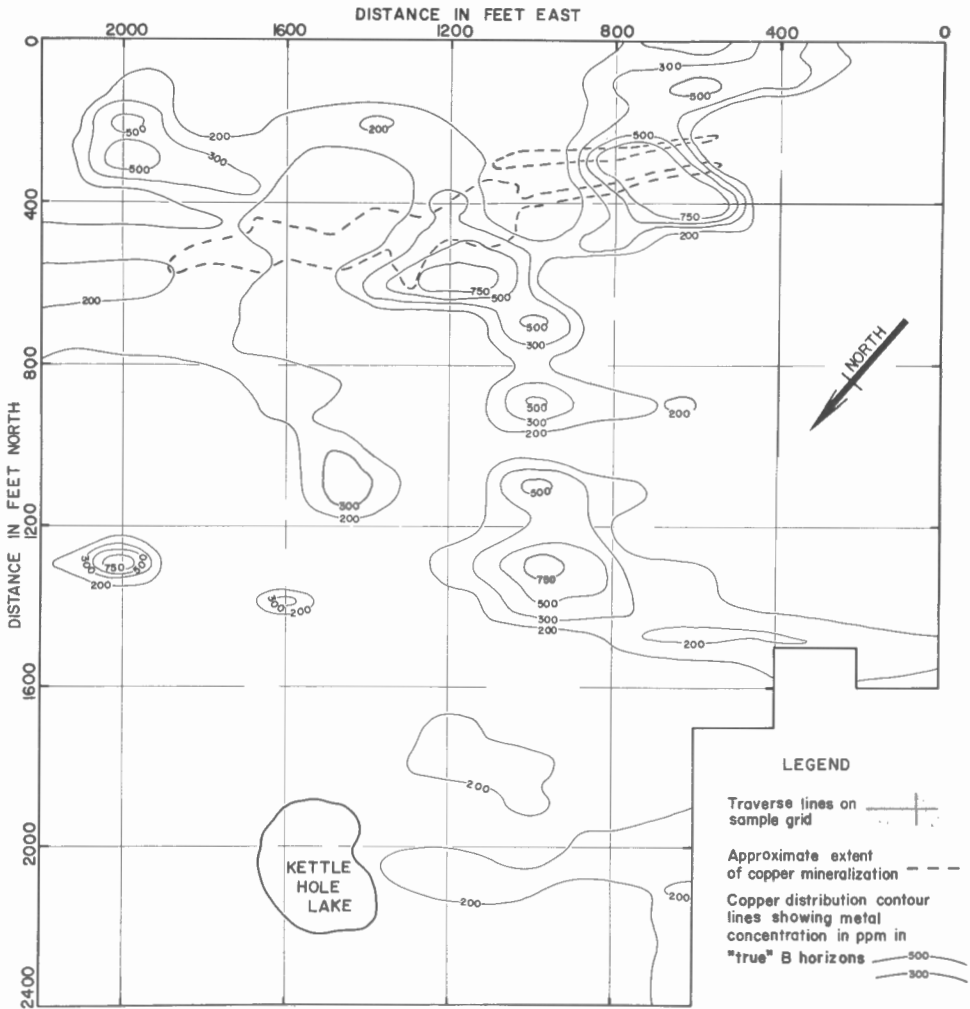 DISTANCE IN FEET EAST
2000 1600 1200 800 400 0
0
300
500
200
500
200
300
500
500
400
750
200
200
750
500
500
300
NORTH
800
500
300
200
200
DISTANCE IN FEET NORTH
500
300
200
1200
300
750
500
200
750
300
200
500
300
200
200
1600
200
LEGEND
Traverse lines on
sample grid
2000
KETTLE
HOLE
LAKE
Approximate extent
of copper mineralization
200
200
Copper distribution contour
lines showing metal
concentration in ppm in
"true" B horizons
500
300
2400